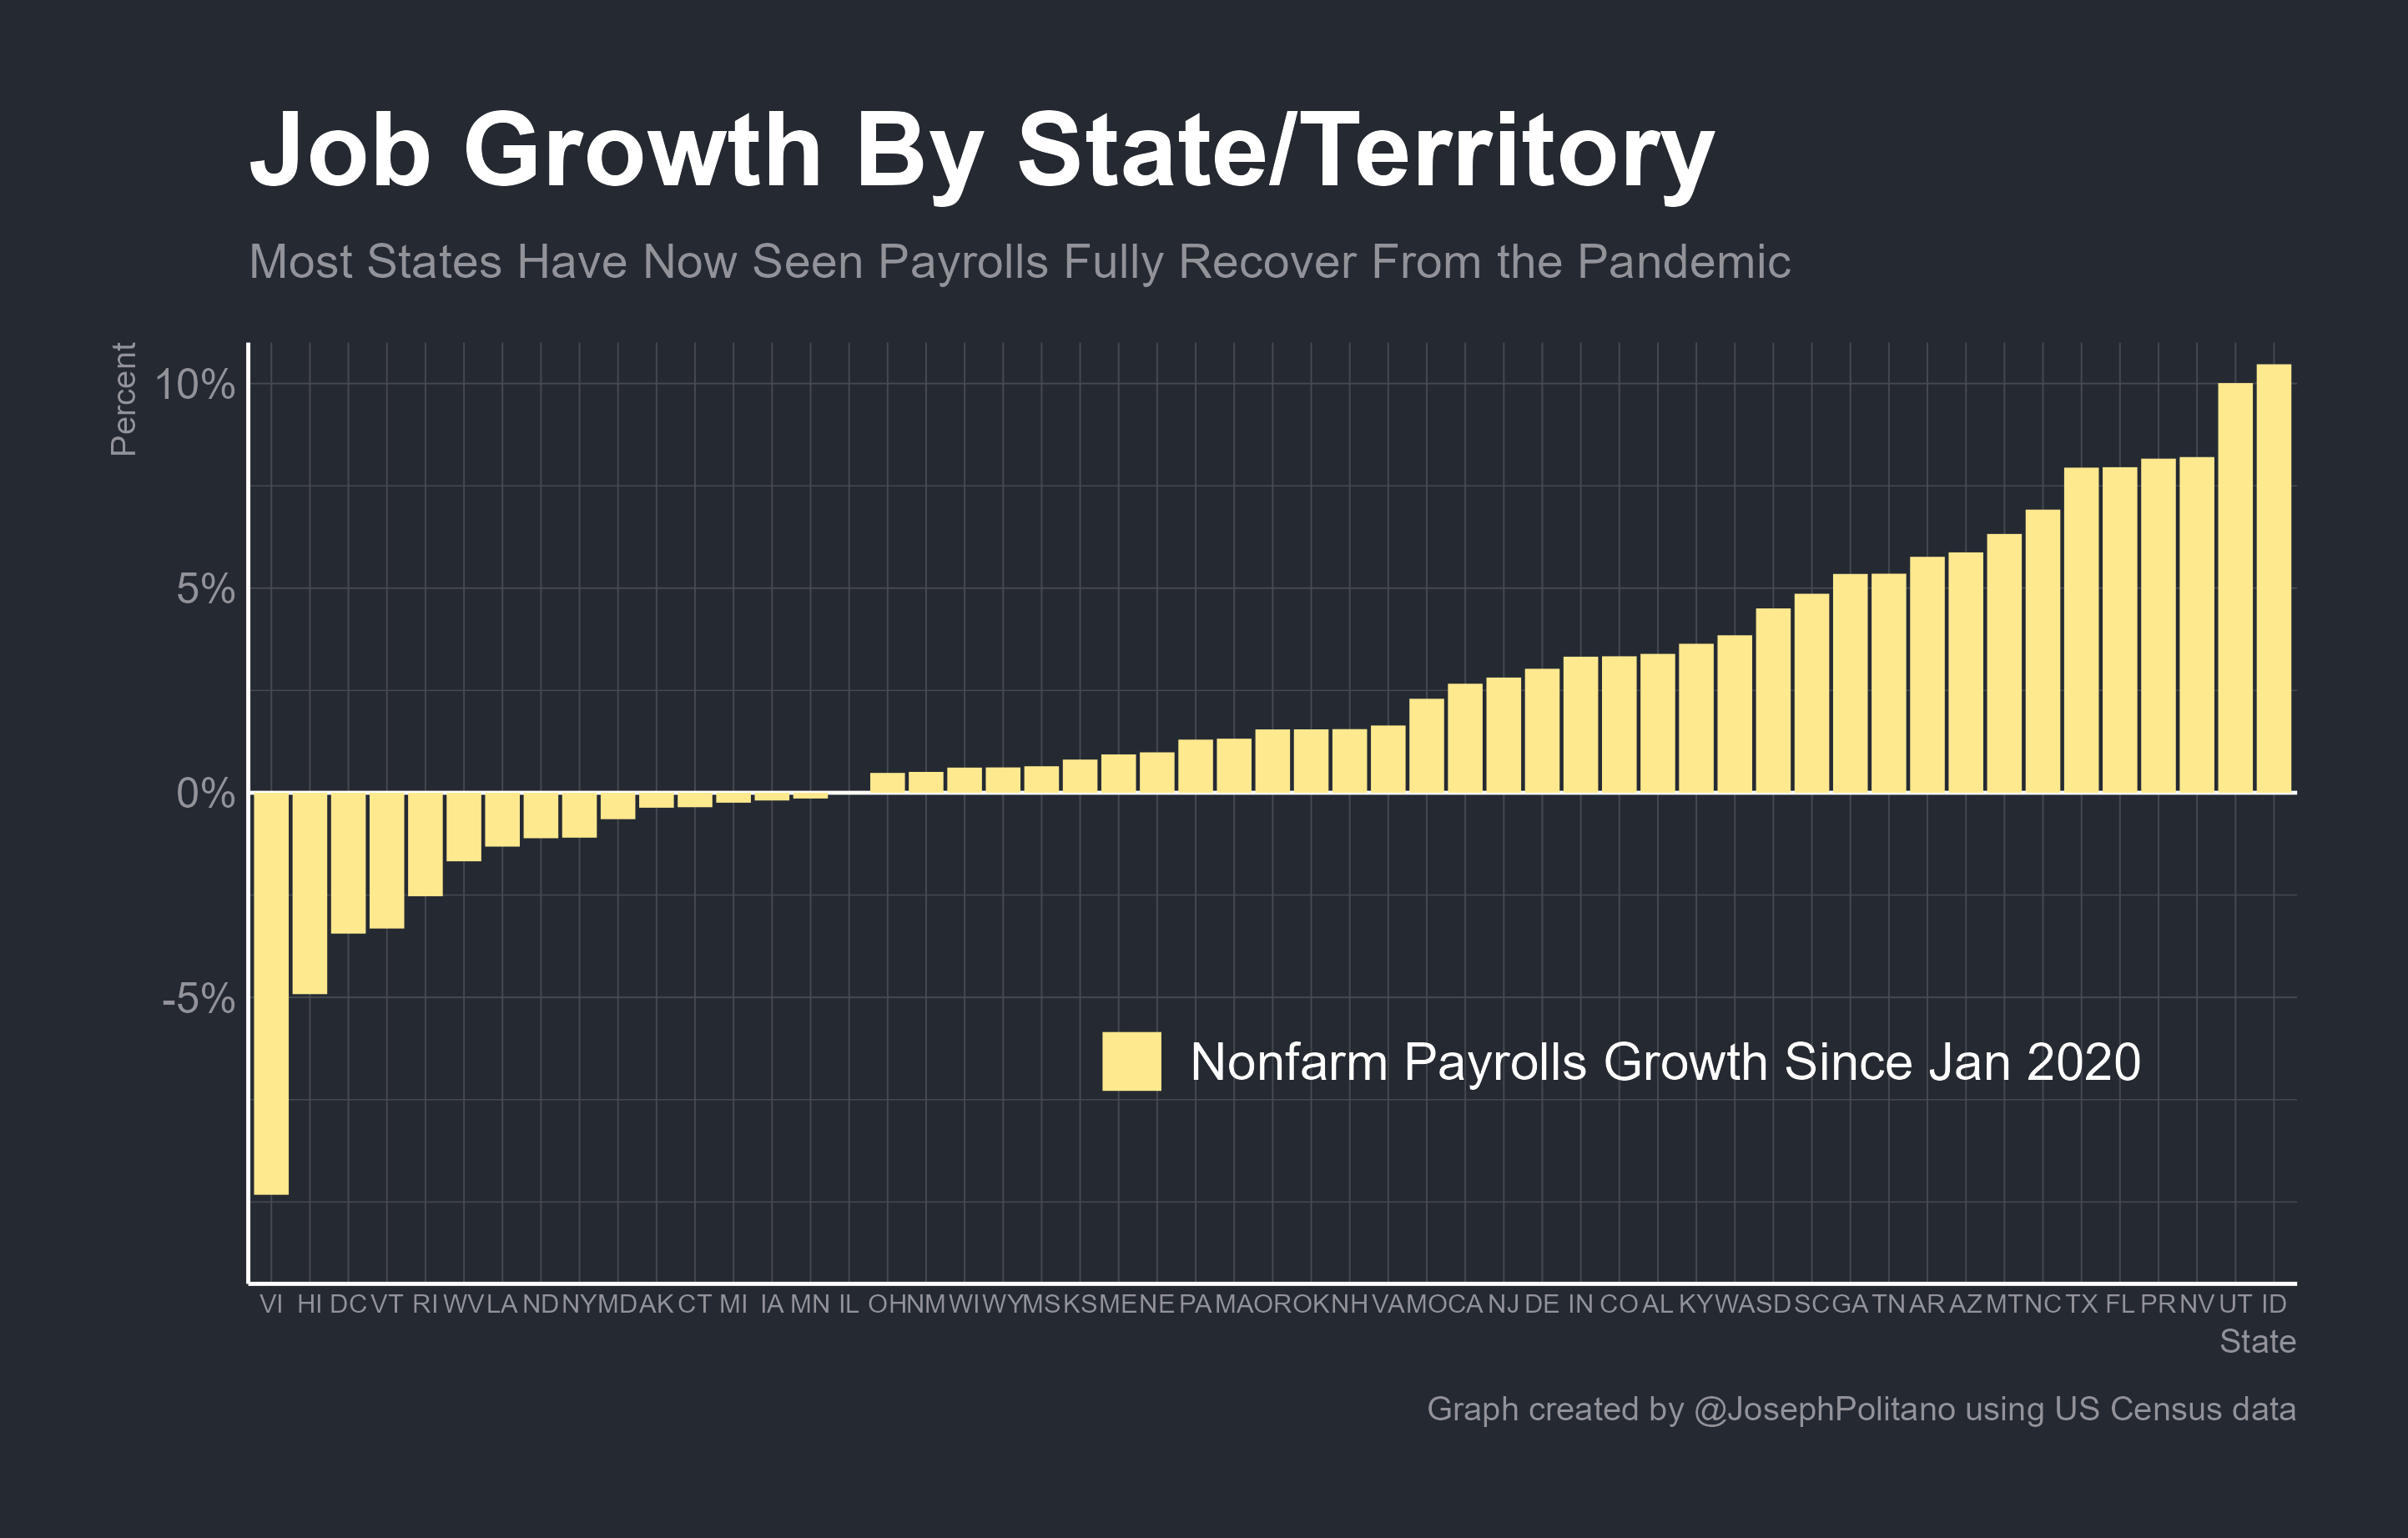 Job Growth By State/Territory
Most States Have Now Seen Payrolls Fully Recover From the Pandemic
Percent
10%
5%
0%
-5%
Nonfarm Payrolls Growth Since Jan 2020
VI HI DC VT RI WV LA ND NY MD AK CT MI IA MN IL OH NM WI WY MS KS ME NE PA MA OR OK NH VA MO CA NJ DE IN CO AL KY WA SD SC GA TN AR AZ MT NC TX FL PR NV UT ID
State
Graph created by @JosephPolitano using US Census data